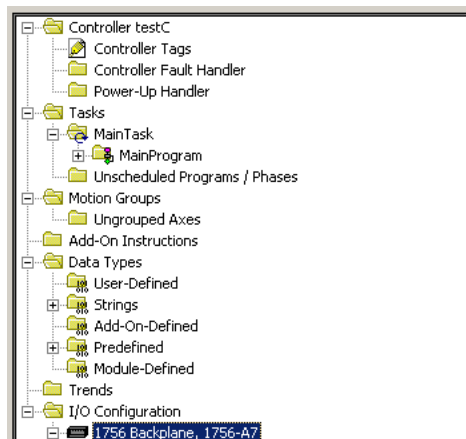 Controller testC
Controller Tags
Controller Fault Handler
Power-Up Handler
Tasks
MainTask
MainProgram
Unscheduled Programs / Phases
Motion Groups
Ungrouped Axes
Add-On Instructions
Data Types
User-Defined
Strings
Add-On-Defined
Predefined
Module-Defined
Trends
I/O Configuration
1756 Backplane, 1756-A7